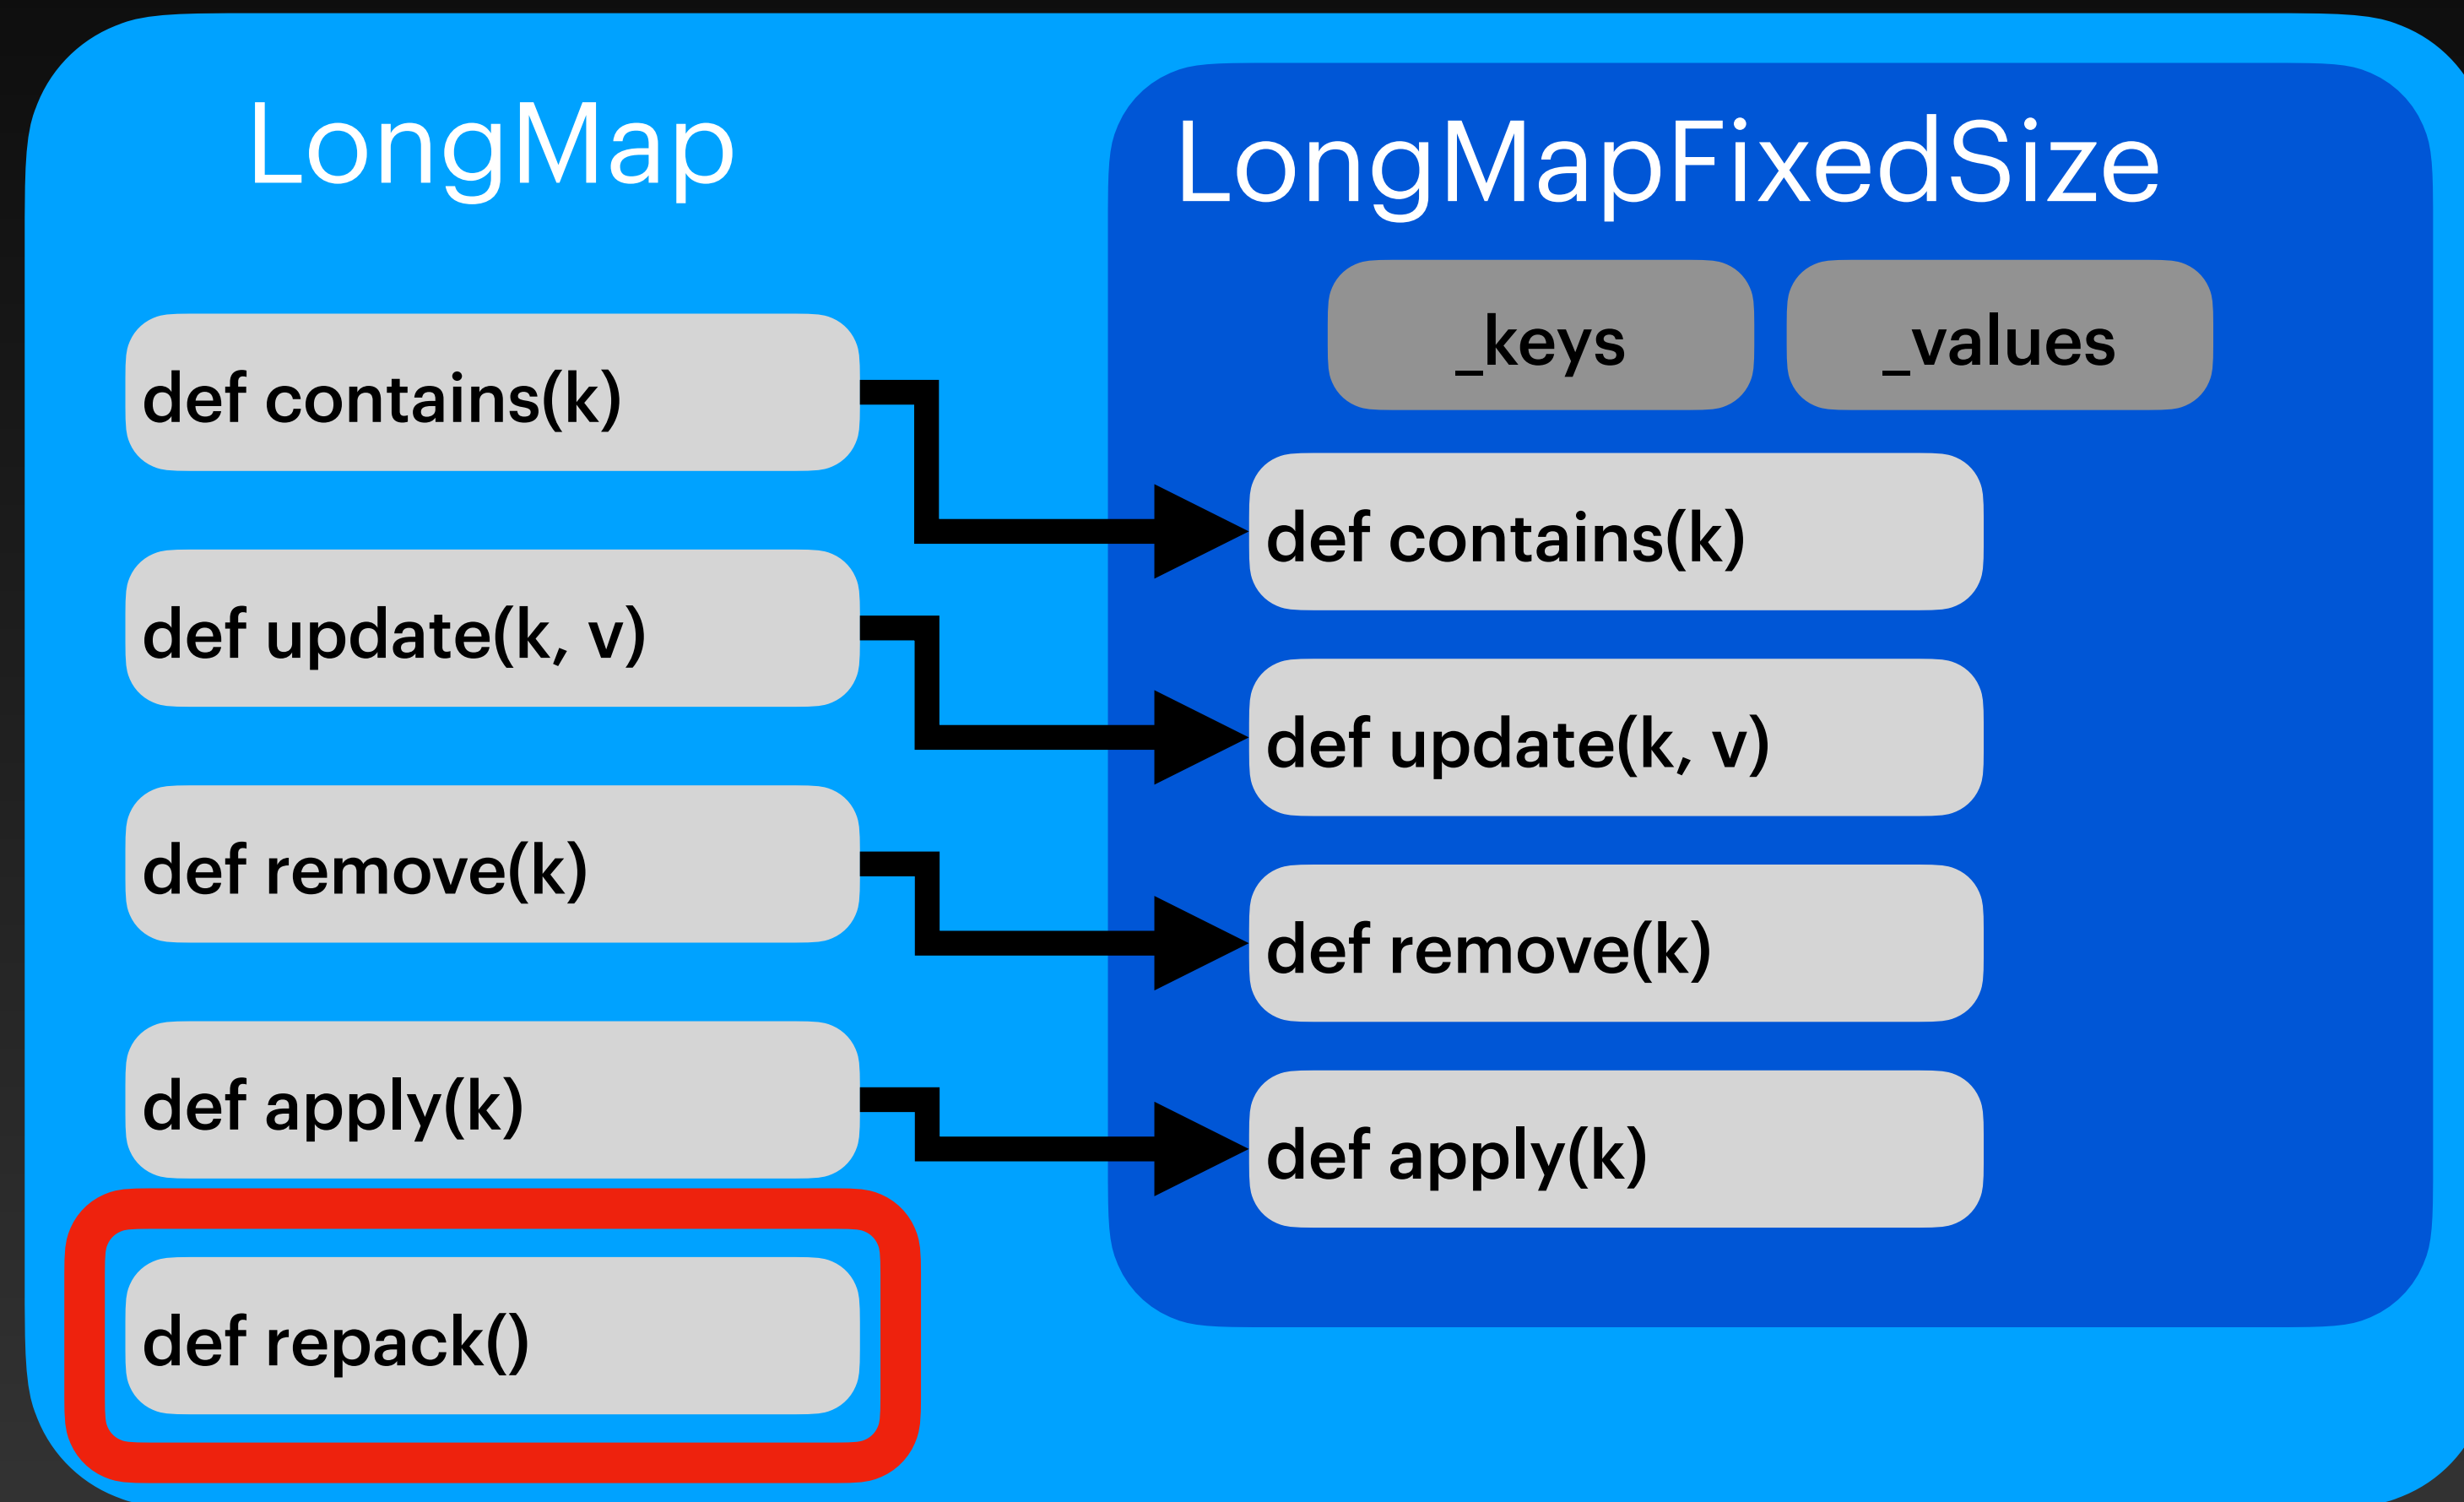 LongMap
def contains(k)
def update(k, v)
def remove(k)
def apply(k)
def repack()
LongMapFixedSize
_keys
_values
def contains(k)
def update(k, v)
def remove(k)
def apply(k)